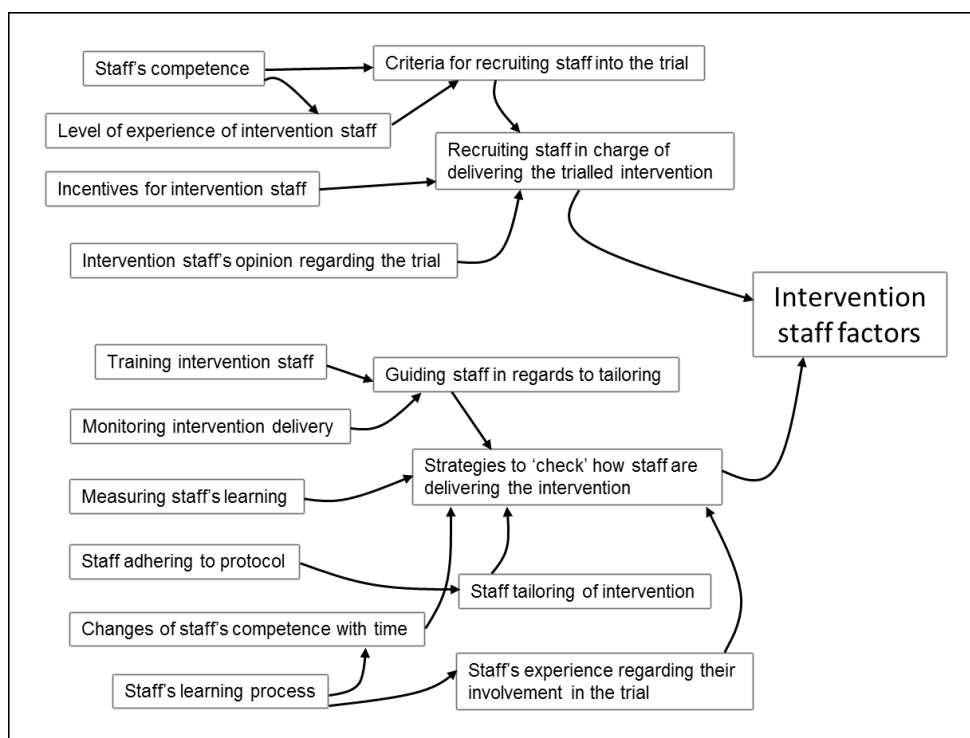 Staff's competence
Criteria for recruiting staff into the trial
Level of experience of intervention staff
Recruiting staff in charge of
delivering the trialled intervention
Incentives for intervention staff
Intervention staff's opinion regarding the trial
Intervention
staff factors
Training intervention staff
Guiding staff in regards to tailoring
Monitoring intervention delivery
Strategies to ‘check’ how staff are
delivering the intervention
Measuring staff's learning
Staff adhering to protocol
Staff tailoring of intervention
Changes of staff's competence with time
Staff's experience regarding their
involvement in the trial
Staff's learning process